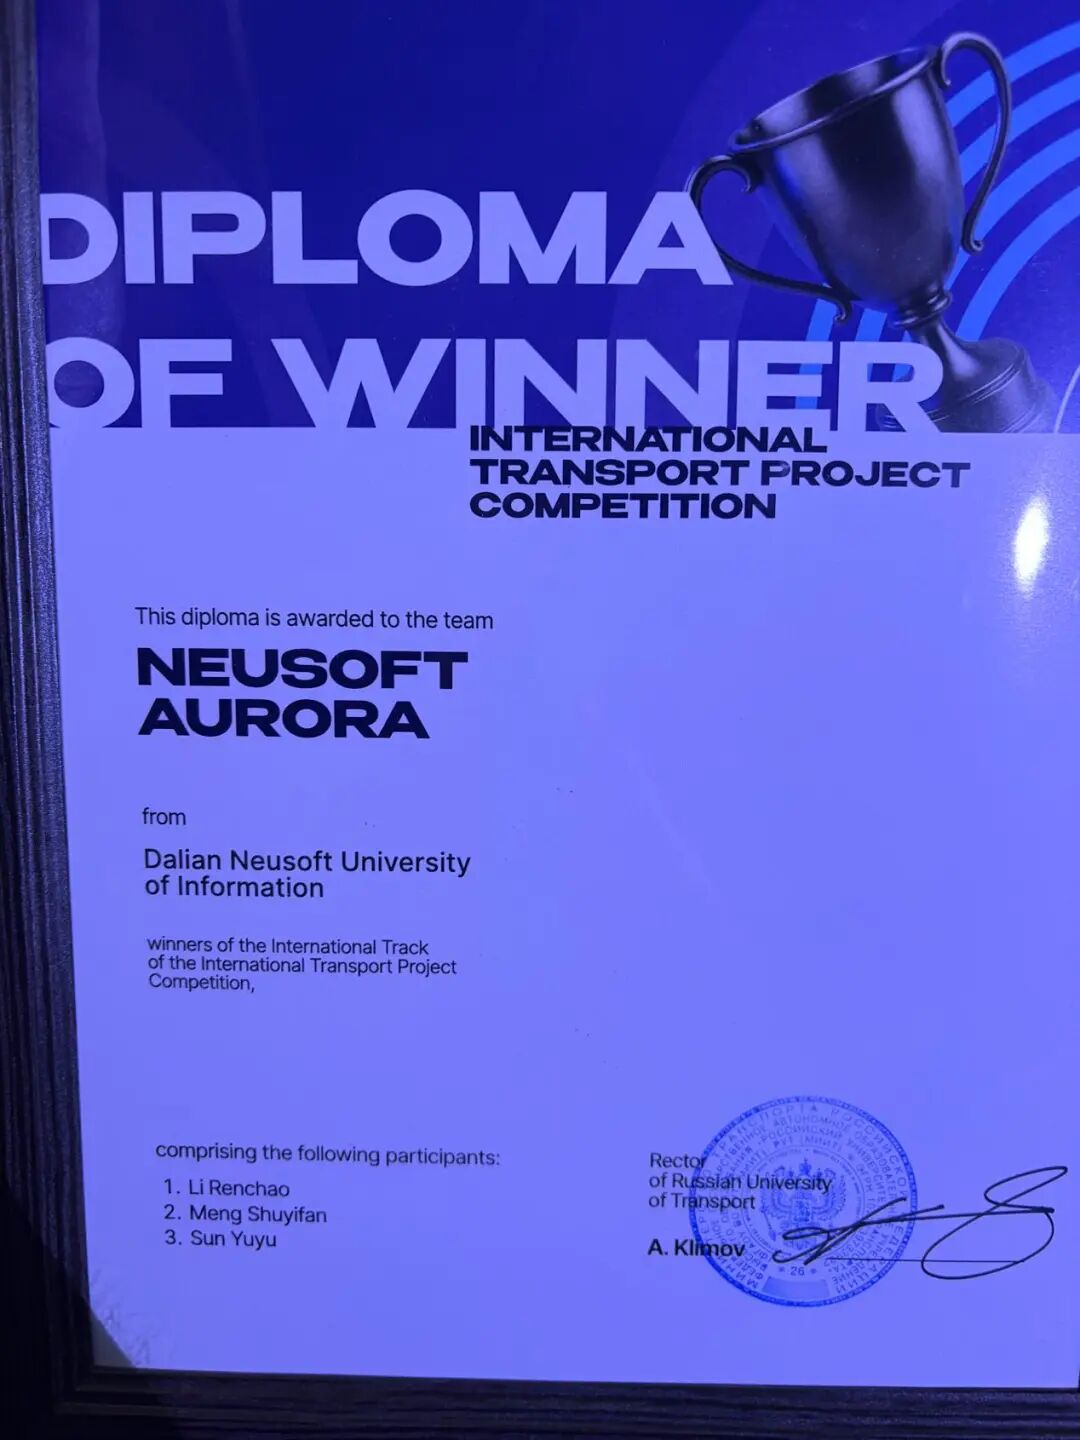 DIPLOMA
OF WINNER
INTERNATIONAL
TRANSPORT PROJECT
COMPETITION
This diploma is awarded to the team
NEUSOFT
AURORA
from
Dalian Neusoft University
of Information
winners of the International Track
of the International Transport Project
Competition,
comprising the following participants:
1. Li Renchao
2. Meng Shuyifan
3. Sun Yuyu
Rector
of Russian University
of Transport
A. Klimov
* 26 *